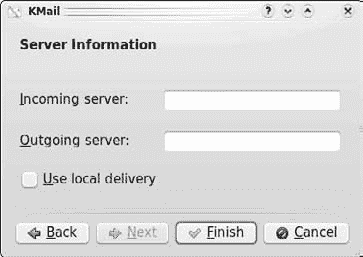 KMail
Server Information
Incoming server:
Outgoing server:
Use local delivery
Back Next Finish Cancel